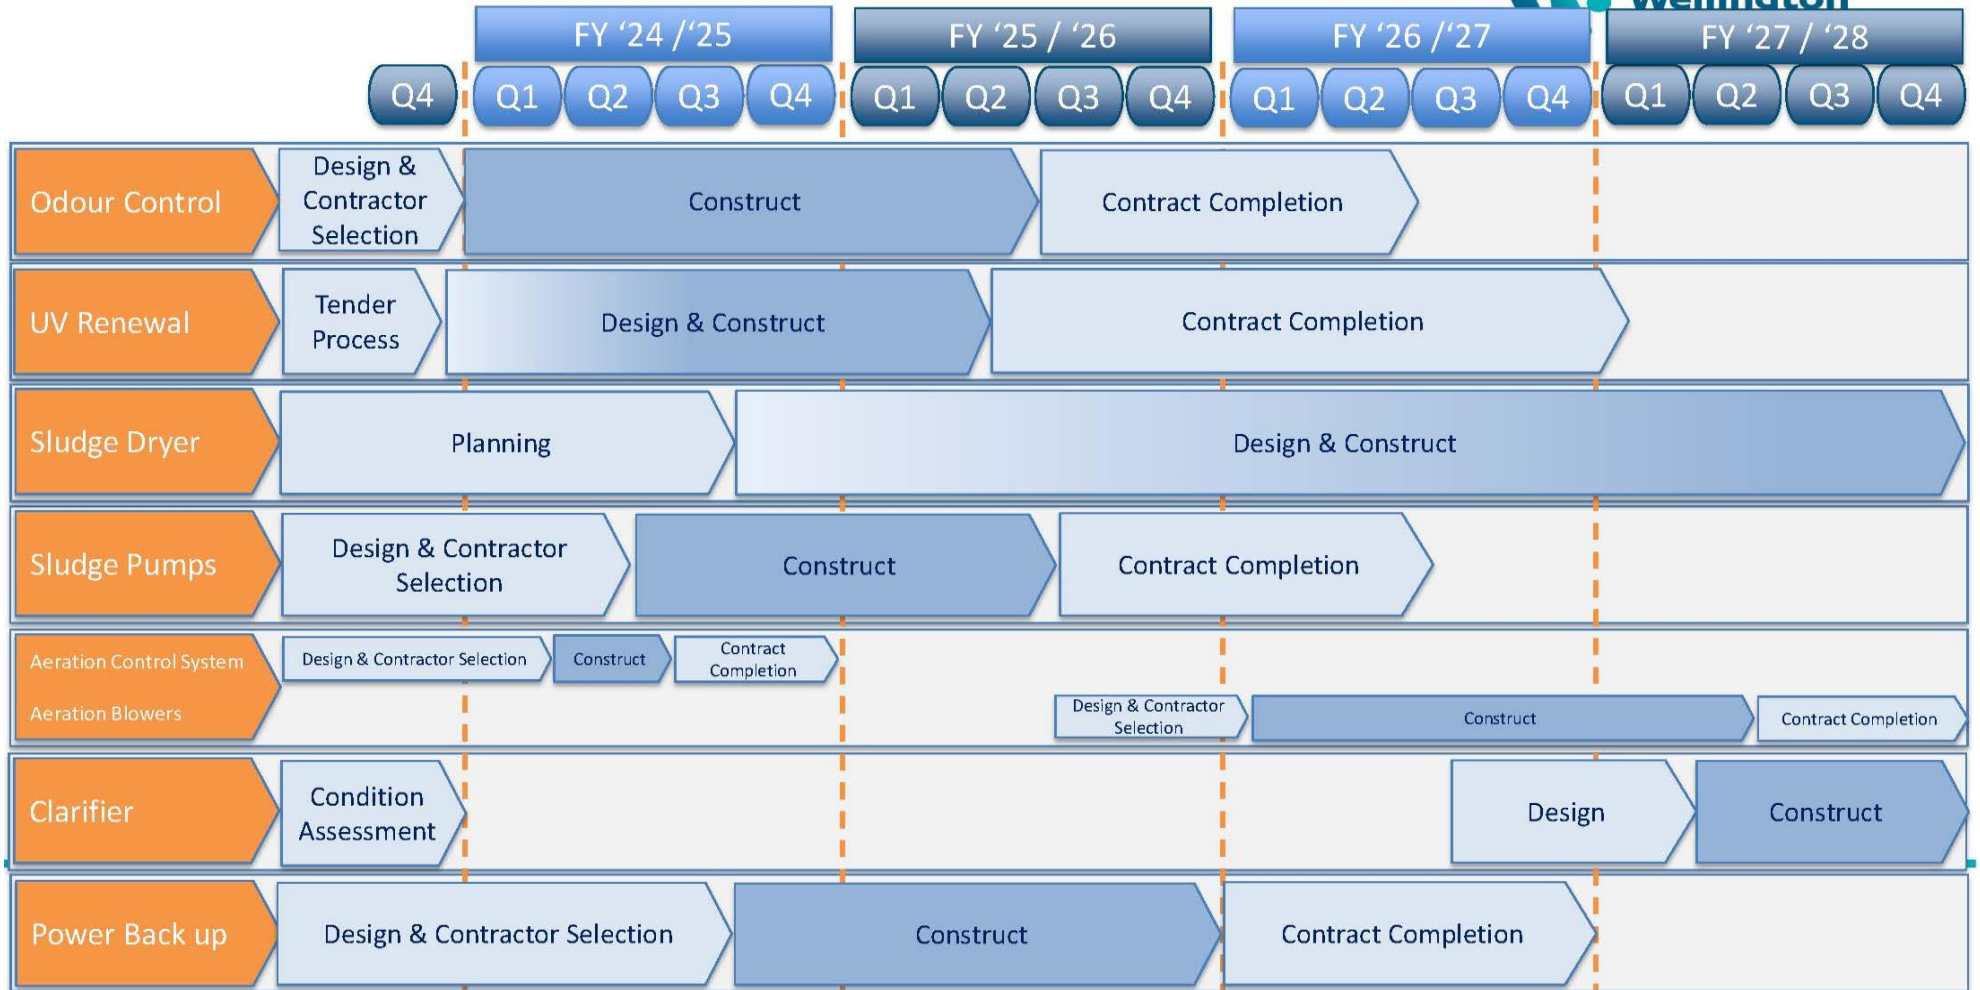 Wellington
FY ‘24 /‘25
FY ‘25 / ‘26
FY ‘26 /‘27
FY ‘27 / ‘28
Q4
Q1
Q2
Q3
Q4
Q1
Q2
Q3
Q4
Q1
Q2
Q3
Q4
Q1
Q2
Q3
Q4
Odour Control
Design &
Contractor
Selection
Construct
Contract Completion
UV Renewal
Tender
Process
Design & Construct
Contract Completion
Sludge Dryer
Planning
Design & Construct
Sludge Pumps
Design & Contractor
Selection
Construct
Contract Completion
Aeration Control System
Design & Contractor Selection
Construct
Contract
Completion
Aeration Blowers
Design & Contractor
Selection
Construct
Contract Completion
Clarifier
Condition
Assessment
Design
Construct
Power Back up
Design & Contractor Selection
Construct
Contract Completion